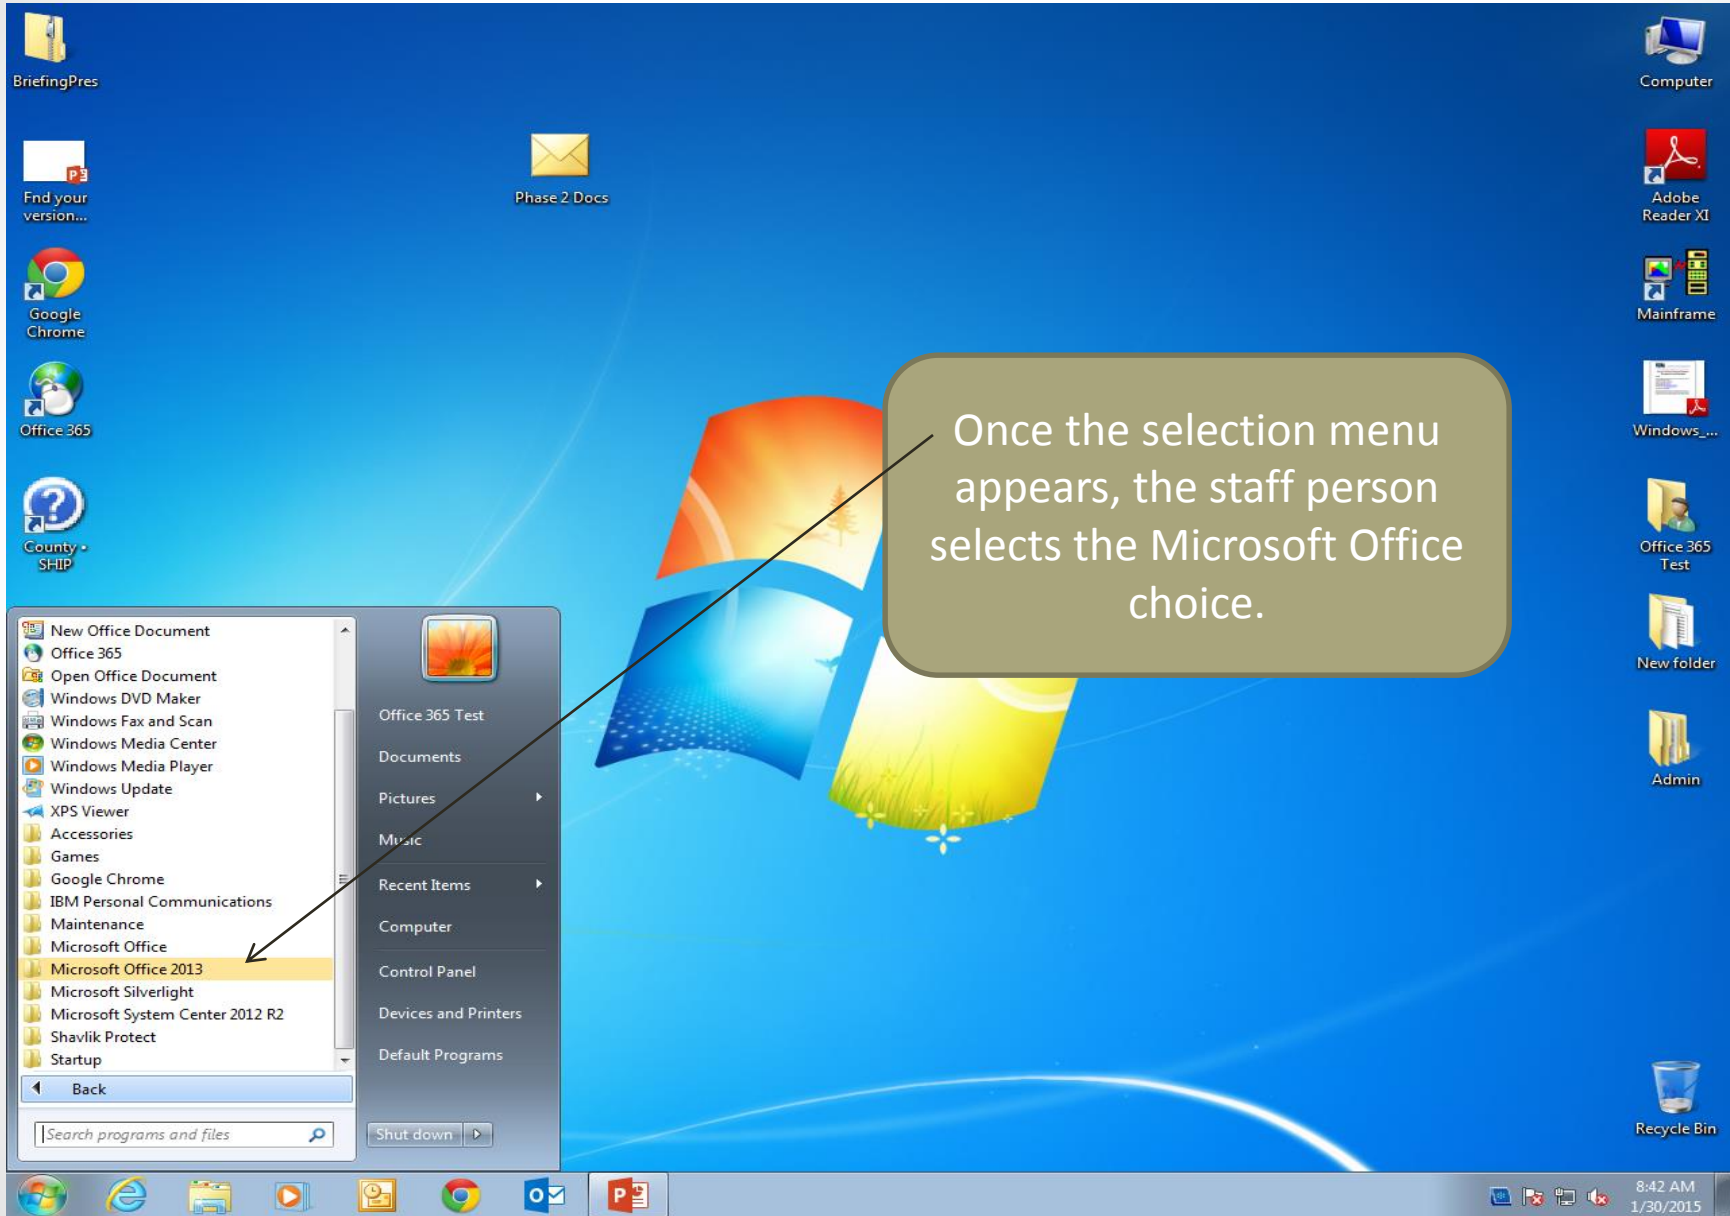 BriefingPres
Fnd your
version...
Google
Chrome
Office 365
County -
SHIP
Phase 2 Docs
Computer
Adobe
Reader XI
Mainframe
Windows_...
Office 365
Test
New folder
Admin
Recycle Bin
Once the selection menu
appears, the staff person
selects the Microsoft Office
choice.
New Office Document
Office 365
Open Office Document
Windows DVD Maker
Windows Fax and Scan
Windows Media Center
Windows Media Player
Windows Update
XPS Viewer
Accessories
Games
Google Chrome
IBM Personal Communications
Maintenance
Microsoft Office
Microsoft Office 2013
Microsoft Silverlight
Microsoft System Center 2012 R2
Shavlik Protect
Startup
Back
Search programs and files
Office 365 Test
Documents
Pictures
Music
Recent Items
Computer
Control Panel
Devices and Printers
Default Programs
Shut down
8:42 AM
1/30/2015